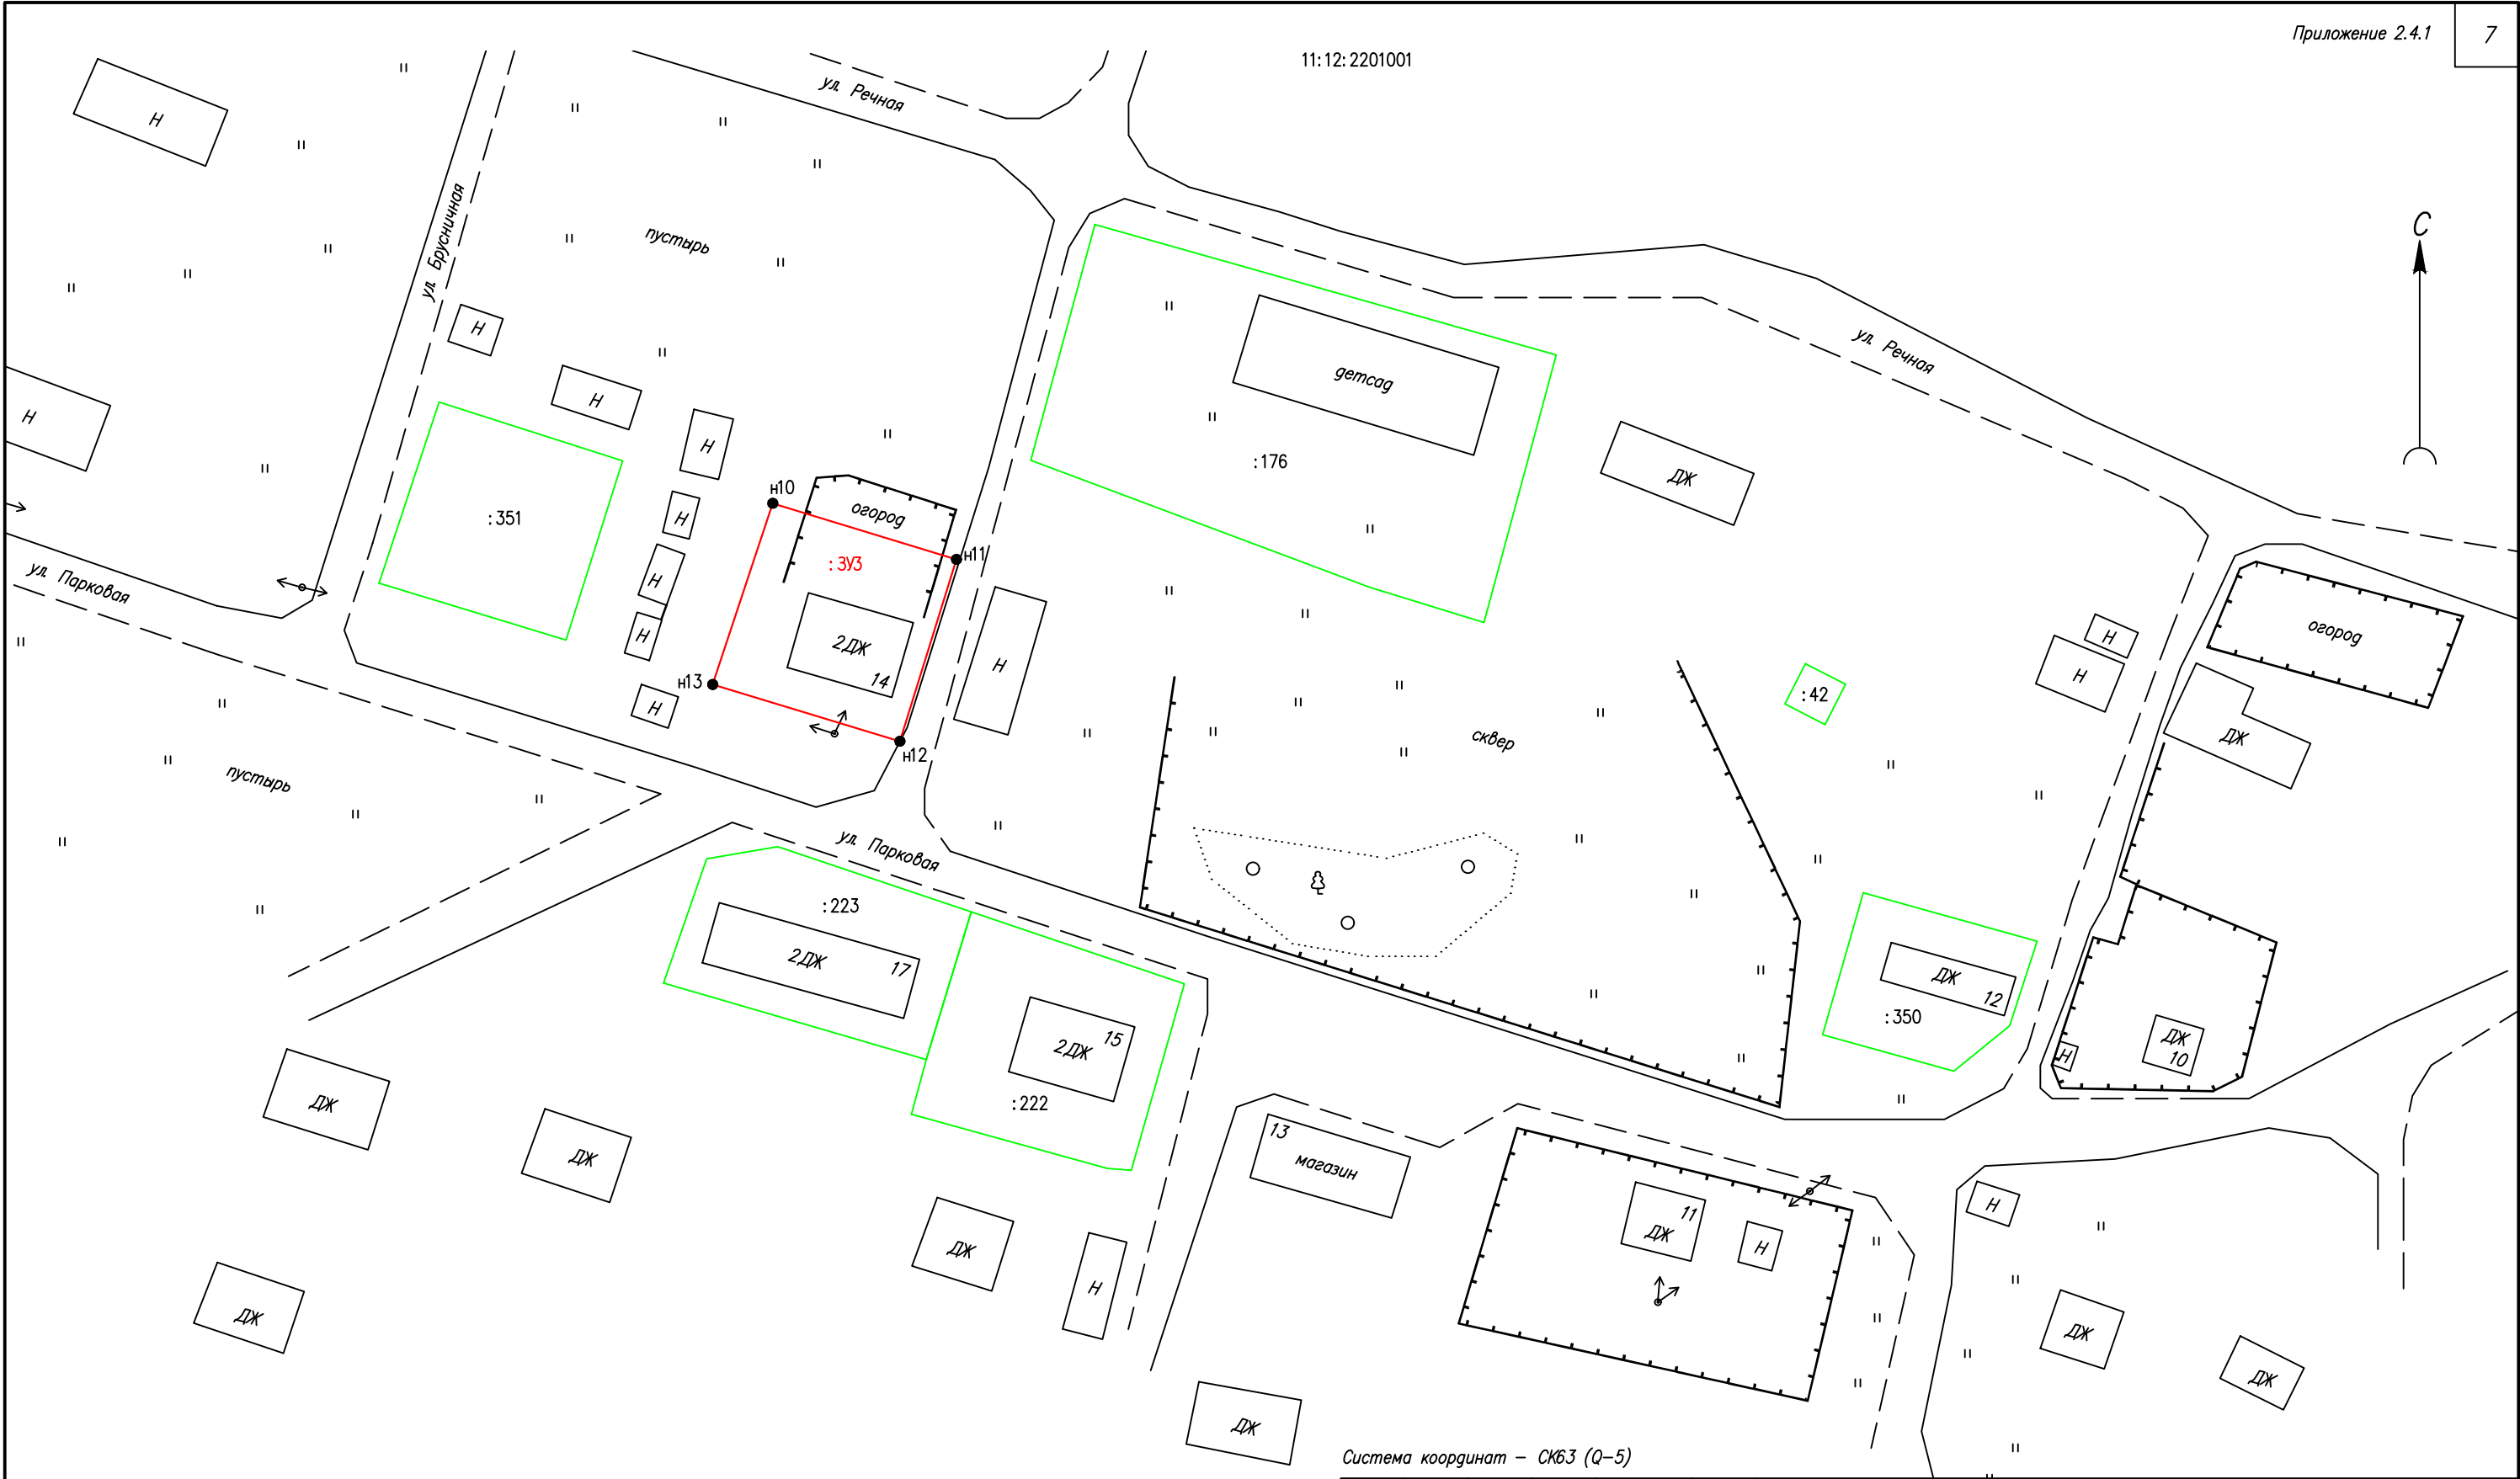 Приложение 2.4.1
7
11:12:2201001
ул. Речная
Н
ул. Брусничная
пустырь
С
Н
детсад
ул. Речная
Н
Н
Н
:176
ДЖ
н10
огород
:351
Н
н11
:ЗУ3
ул. Парковая
Н
Н
2ДЖ
14
Н
н13
Н
н12
Н
Н
огород
:42
сквер
ДЖ
пустырь
ул. Парковая
:223
2ДЖ
17
ДЖ
12
:350
2ДЖ
15
:222
ДЖ
10
Н
ДЖ
ДЖ
13
магазин
11
ДЖ
Н
Н
ДЖ
Н
ДЖ
ДЖ
ДЖ
ДЖ
Система координат – СК63 (Q–5)